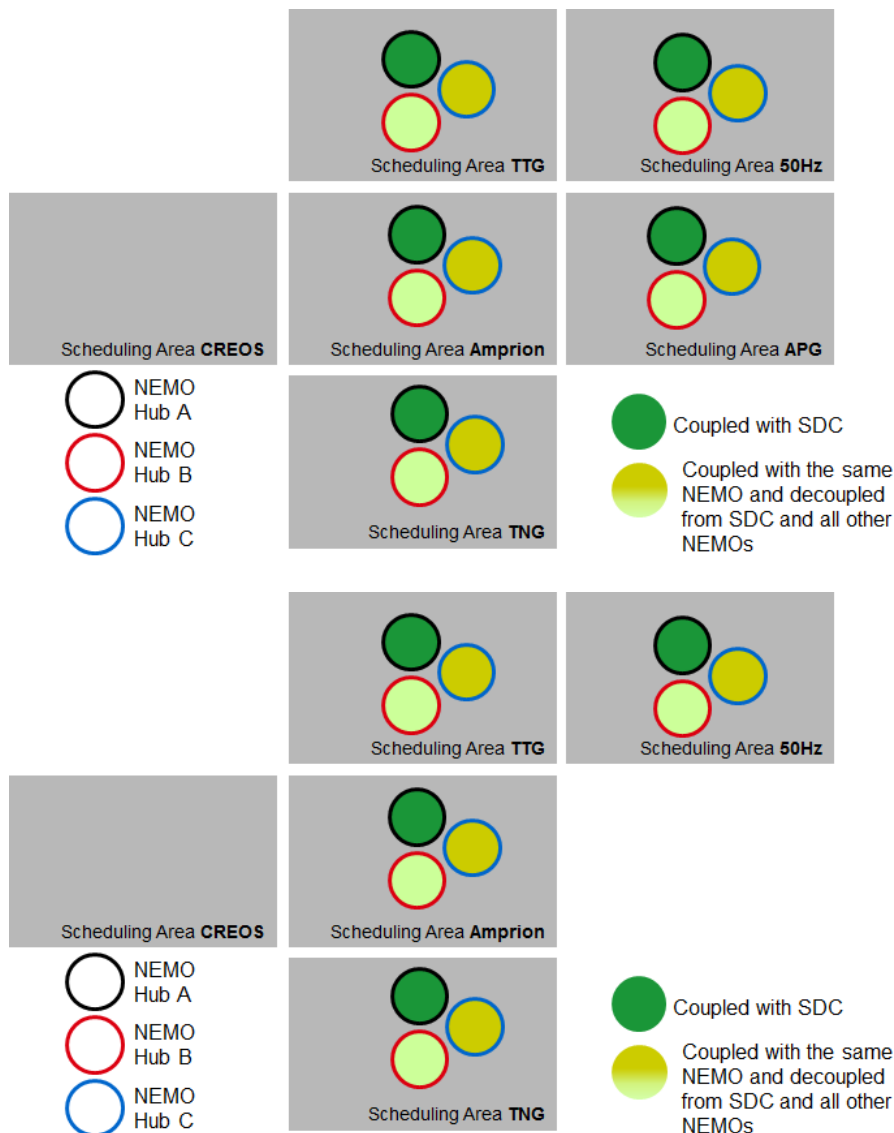 Scheduling Area TTG
Scheduling Area 50Hz
Scheduling Area CREOS
Scheduling Area Amprion
Scheduling Area APG
NEMO
Hub A
NEMO
Hub B
NEMO
Hub C
Scheduling Area TNG
Coupled with SDC
Coupled with the same
NEMO and decoupled
from SDC and all other
NEMOs
Scheduling Area TTG
Scheduling Area 50Hz
Scheduling Area CREOS
Scheduling Area Amprion
NEMO
Hub A
NEMO
Hub B
NEMO
Hub C
Scheduling Area TNG
Coupled with SDC
Coupled with the same
NEMO and decoupled
from SDC and all other
NEMOs